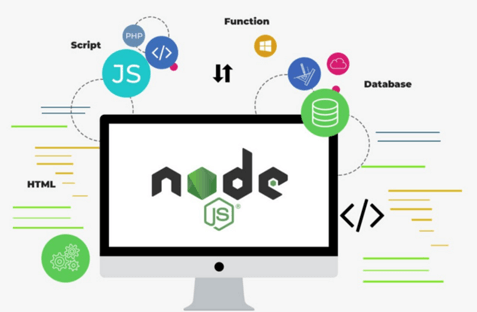 Function
PHP
Script
</>
JS
Database
node
JS®
HTML
</>